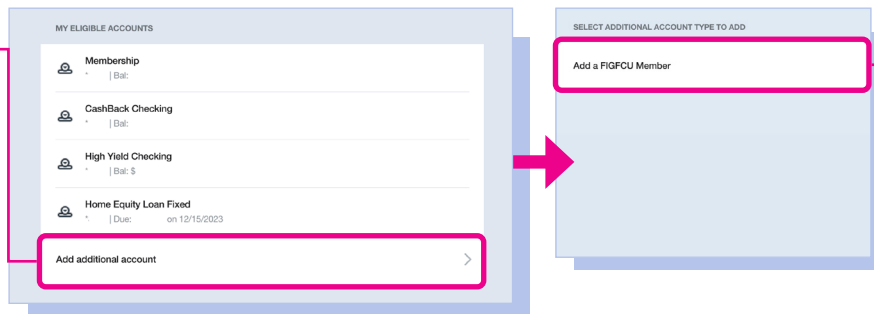 MY ELIGIBLE ACCOUNTS
Membership
* | Bal:
CashBack Checking
* | Bal:
High Yield Checking
* | Bal: $
Home Equity Loan Fixed
*. | Due: on 12/15/2023
Add additional account
SELECT ADDITIONAL ACCOUNT TYPE TO ADD
Add a FIGFCU Member